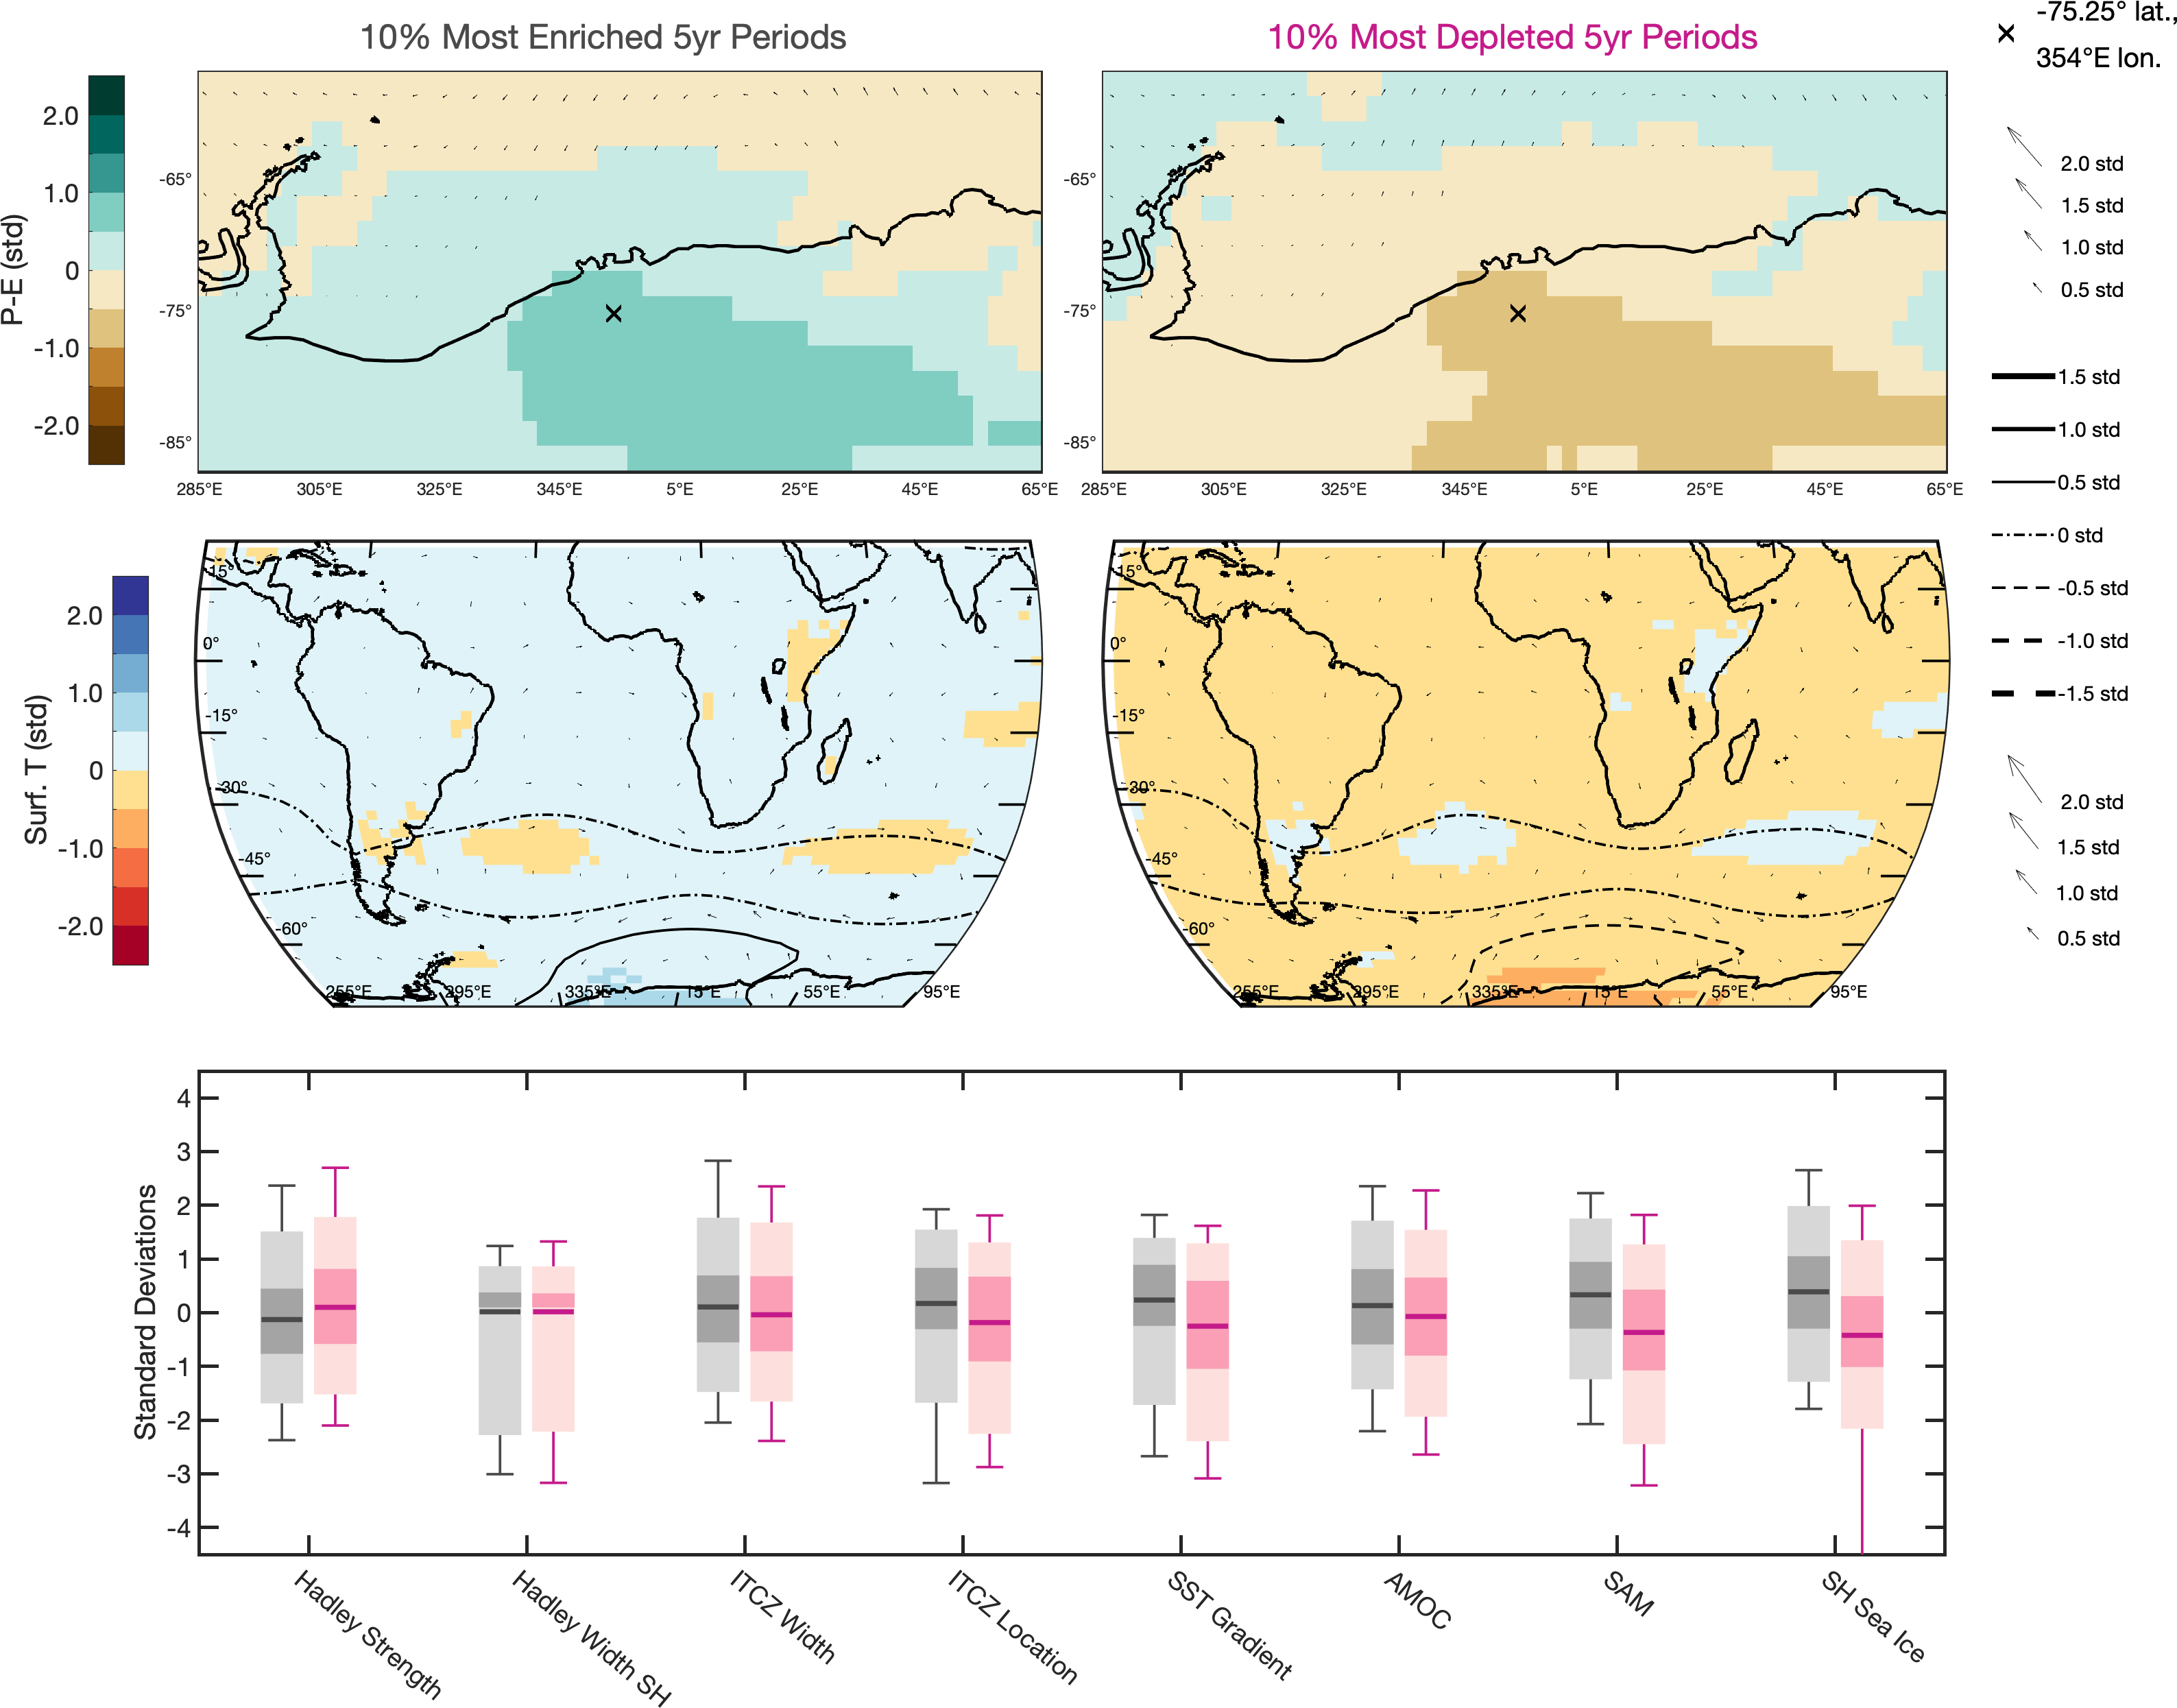 10% Most Enriched 5yr Periods
10% Most Depleted 5yr Periods
-75.25° lat.,
354°E lon.
P-E (std)
2.0
1.0
0
-1.0
-2.0
-65°
-75°
-85°
285°E 305°E 325°E 345°E 5°E 25°E 45°E 65°E
-65°
-75°
-85°
285°E 305°E 325°E 345°E 5°E 25°E 45°E 65°E
2.0 std
1.5 std
1.0 std
0.5 std
1.5 std
1.0 std
0.5 std
0 std
-0.5 std
-1.0 std
-1.5 std
2.0 std
1.5 std
1.0 std
0.5 std
Surf. T (std)
2.0
1.0
0
-1.0
-2.0
15°
0°
-15°
-30°
-45°
-60°
255°E 295°E 335°E 15°E 55°E 95°E
15°
0°
-15°
-30°
-45°
-60°
255°E 295°E 335°E 15°E 55°E 95°E
Standard Deviations
4
3
2
1
0
-1
-2
-3
-4
Hadley Strength
Hadley Width SH
ITCZ Width
ITCZ Location
SST Gradient
AMOC
SAM
SH Sea Ice